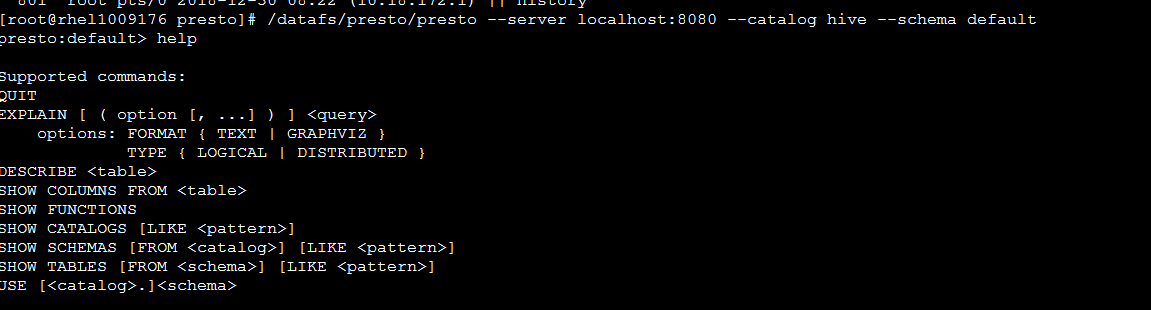 [root@rhel1009176 presto]# /datafs/presto/presto --server localhost:8080 --catalog hive --schema default
presto:default> help
Supported commands:
QUIT
EXPLAIN [ ( option [, ...] ) ] <query>
options: FORMAT { TEXT | GRAPHVIZ }
TYPE { LOGICAL | DISTRIBUTED }
DESCRIBE <table>
SHOW COLUMNS FROM <table>
SHOW FUNCTIONS
SHOW CATALOGS [LIKE <pattern>]
SHOW SCHEMAS [FROM <catalog>] [LIKE <pattern>]
SHOW TABLES [FROM <schema>] [LIKE <pattern>]
USE [<catalog>.]<schema>